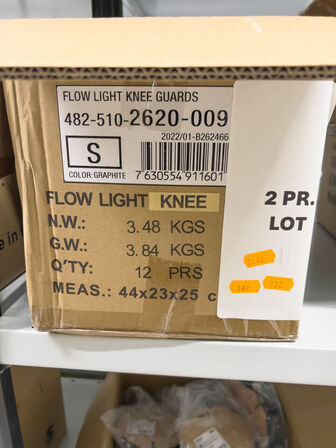 FLOW LIGHT KNEE GUARDS
482-510-2620-009
2022/01-B262466
S
COLOR:GRAPHITE
7 630554 911601
FLOW LIGHT KNEE
N.W.: 3.48 KGS
G.W.: 3.84 KGS
Q'TY: 12 PRS
MEAS.: 44x23x25 c
2 PR.
LOT
e in